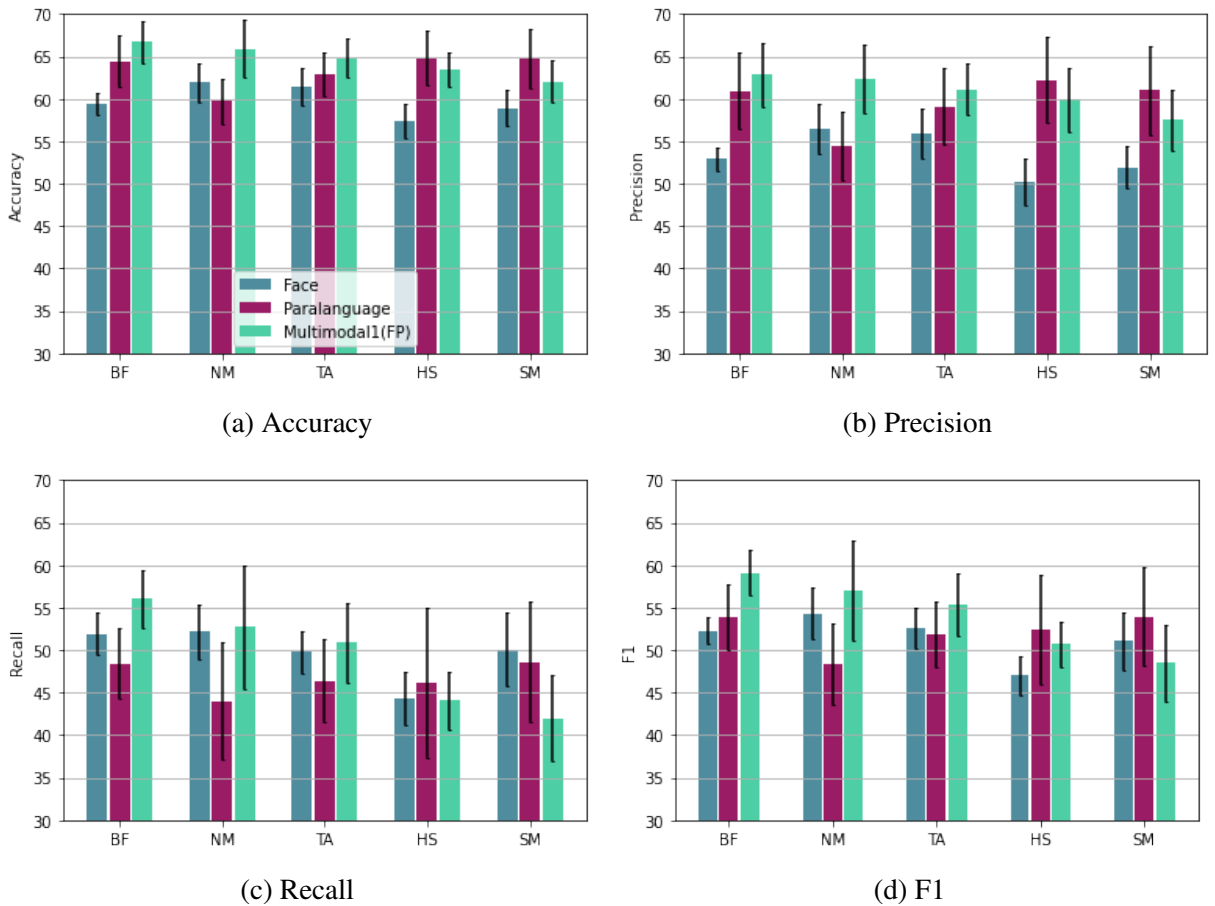 70
65
60
55
50
45
40
35
30
Accuracy
Face
Paralanguage
Multimodal1(FP)
BF NM TA HS SM
(a) Accuracy
70
65
60
55
50
45
40
35
30
Precision
BF NM TA HS SM
(b) Precision
70
65
60
55
50
45
40
35
30
Recall
BF NM TA HS SM
(c) Recall
70
65
60
55
50
45
40
35
30
F1
BF NM TA HS SM
(d) F1